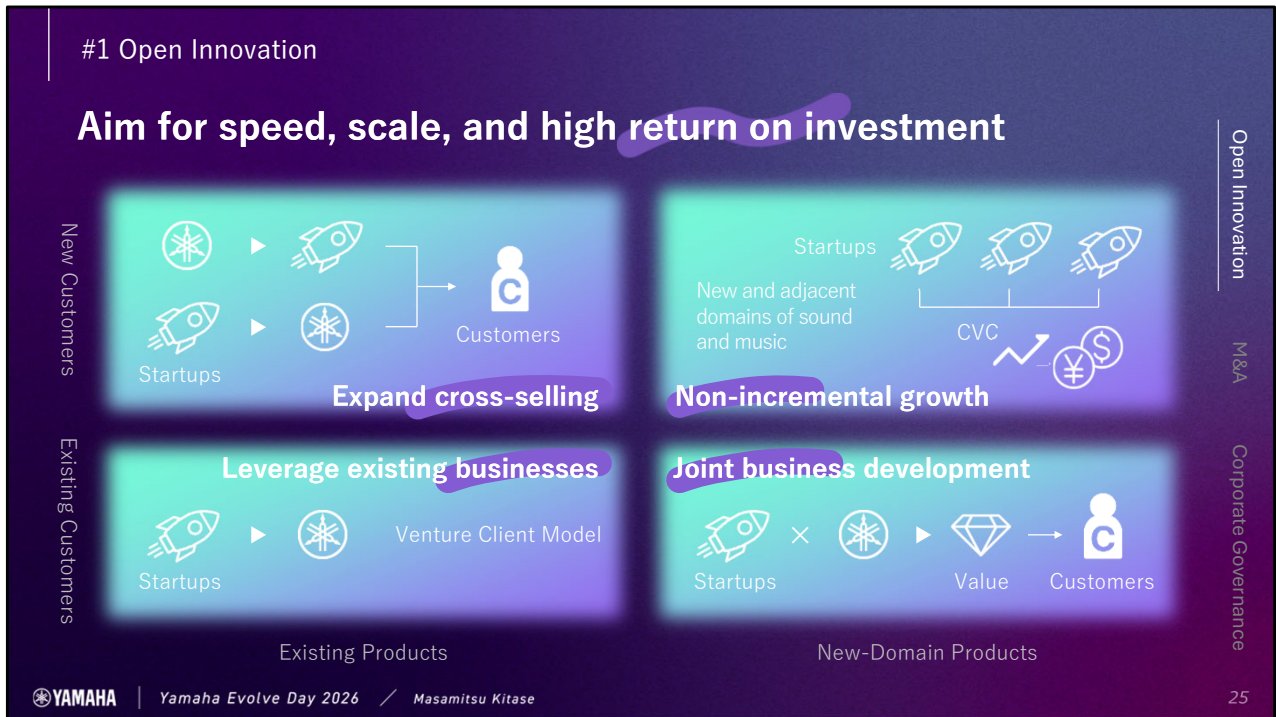 #1 Open Innovation
Aim for speed, scale, and high return on investment
New Customers
Startups
C
Customers
Expand cross-selling
Startups
New and adjacent
domains of sound
and music
CVC
¥
$
Non-incremental growth
Existing Customers
Leverage existing businesses
Startups
Venture Client Model
Joint business development
Startups
Value
C
Customers
Existing Products
New-Domain Products
Open Innovation
M&A
Corporate Governance
YAMAHA
Yamaha Evolve Day 2026 / Masamitsu Kitase
25